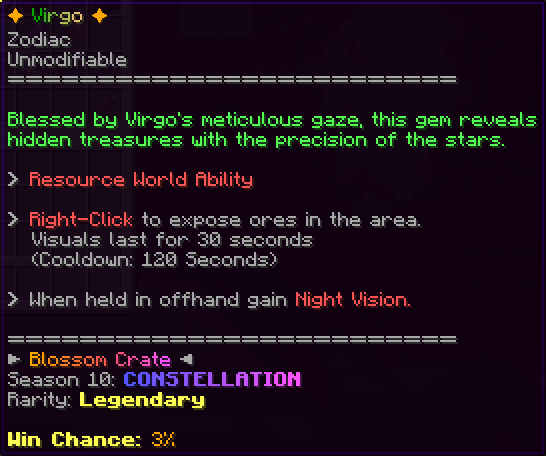 ✦ Virgo ✦
Zodiac
Unmodifiable
==========================
Blessed by Virgo's meticulous gaze, this gem reveals
hidden treasures with the precision of the stars.
> Resource World Ability
> Right-Click to expose ores in the area.
Visuals last for 30 seconds
(Cooldown: 120 Seconds)
> When held in offhand gain Night Vision.
==========================
► Blossom Crate ◄
Season 10: CONSTELLATION
Rarity: Legendary
Win Chance: 3%